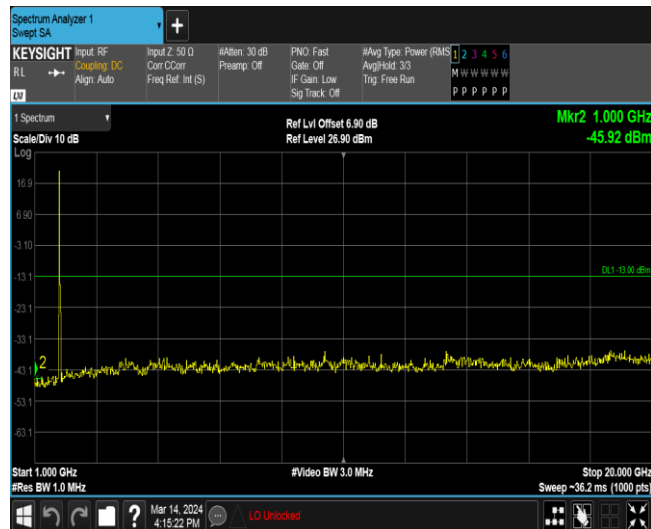 Spectrum Analyzer 1
Swept SA
KEYSIGHT
RL
LXI
Input: RF
Coupling: DC
Align: Auto
Input Z: 50 Ω
Corr CCorr
Freq Ref: Int (S)
#Atten: 30 dB
Preamp: Off
PNO: Fast
Gate: Off
IF Gain: Low
Sig Track: Off
#Avg Type: Power (RMS
Avg|Hold: 3/3
Trig: Free Run
1 2 3 4 5 6
M W W W W W
P P P P P P
1 Spectrum
Scale/Div 10 dB
Log
Ref Lvl Offset 6.90 dB
Ref Level 26.90 dBm
Mkr2 1.000 GHz
-45.92 dBm
16.9
6.90
-3.10
-13.1
-23.1
-33.1
-43.1
-53.1
-63.1
DL1 -13.00 dBm
2
Start 1.000 GHz
#Res BW 1.0 MHz
#Video BW 3.0 MHz
Stop 20.000 GHz
Sweep ~36.2 ms (1000 pts)
?
Mar 14, 2024
4:15:22 PM
LO Unlocked